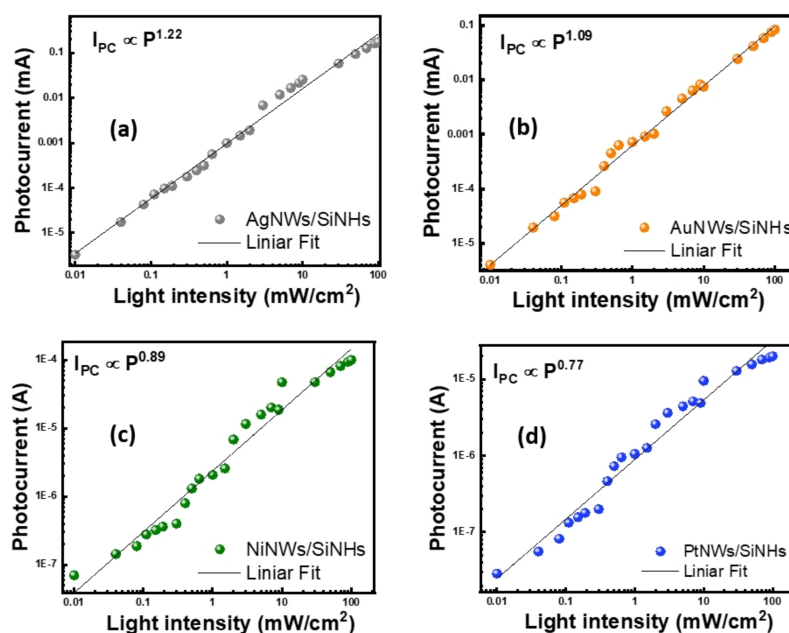 I_PC ∝ P^1.22
0.1
0.01
0.001
1E-4
1E-5
Photocurrent (mA)
(a)
AgNWs/SiNHs
Liniar Fit
0.01 0.1 1 10 100
Light intensity (mW/cm²)
I_PC ∝ P^1.09
0.1
0.01
0.001
1E-4
1E-5
Photocurrent (mA)
(b)
AuNWs/SiNHs
Liniar Fit
0.01 0.1 1 10 100
Light intensity (mW/cm²)
I_PC ∝ P^0.89
1E-4
1E-5
1E-6
1E-7
Photocurrent (A)
(c)
NiNWs/SiNHs
Liniar Fit
0.01 0.1 1 10 100
Light intensity (mW/cm²)
I_PC ∝ P^0.77
1E-5
1E-6
1E-7
Photocurrent (A)
(d)
PtNWs/SiNHs
Liniar Fit
0.01 0.1 1 10 100
Light intensity (mW/cm²)